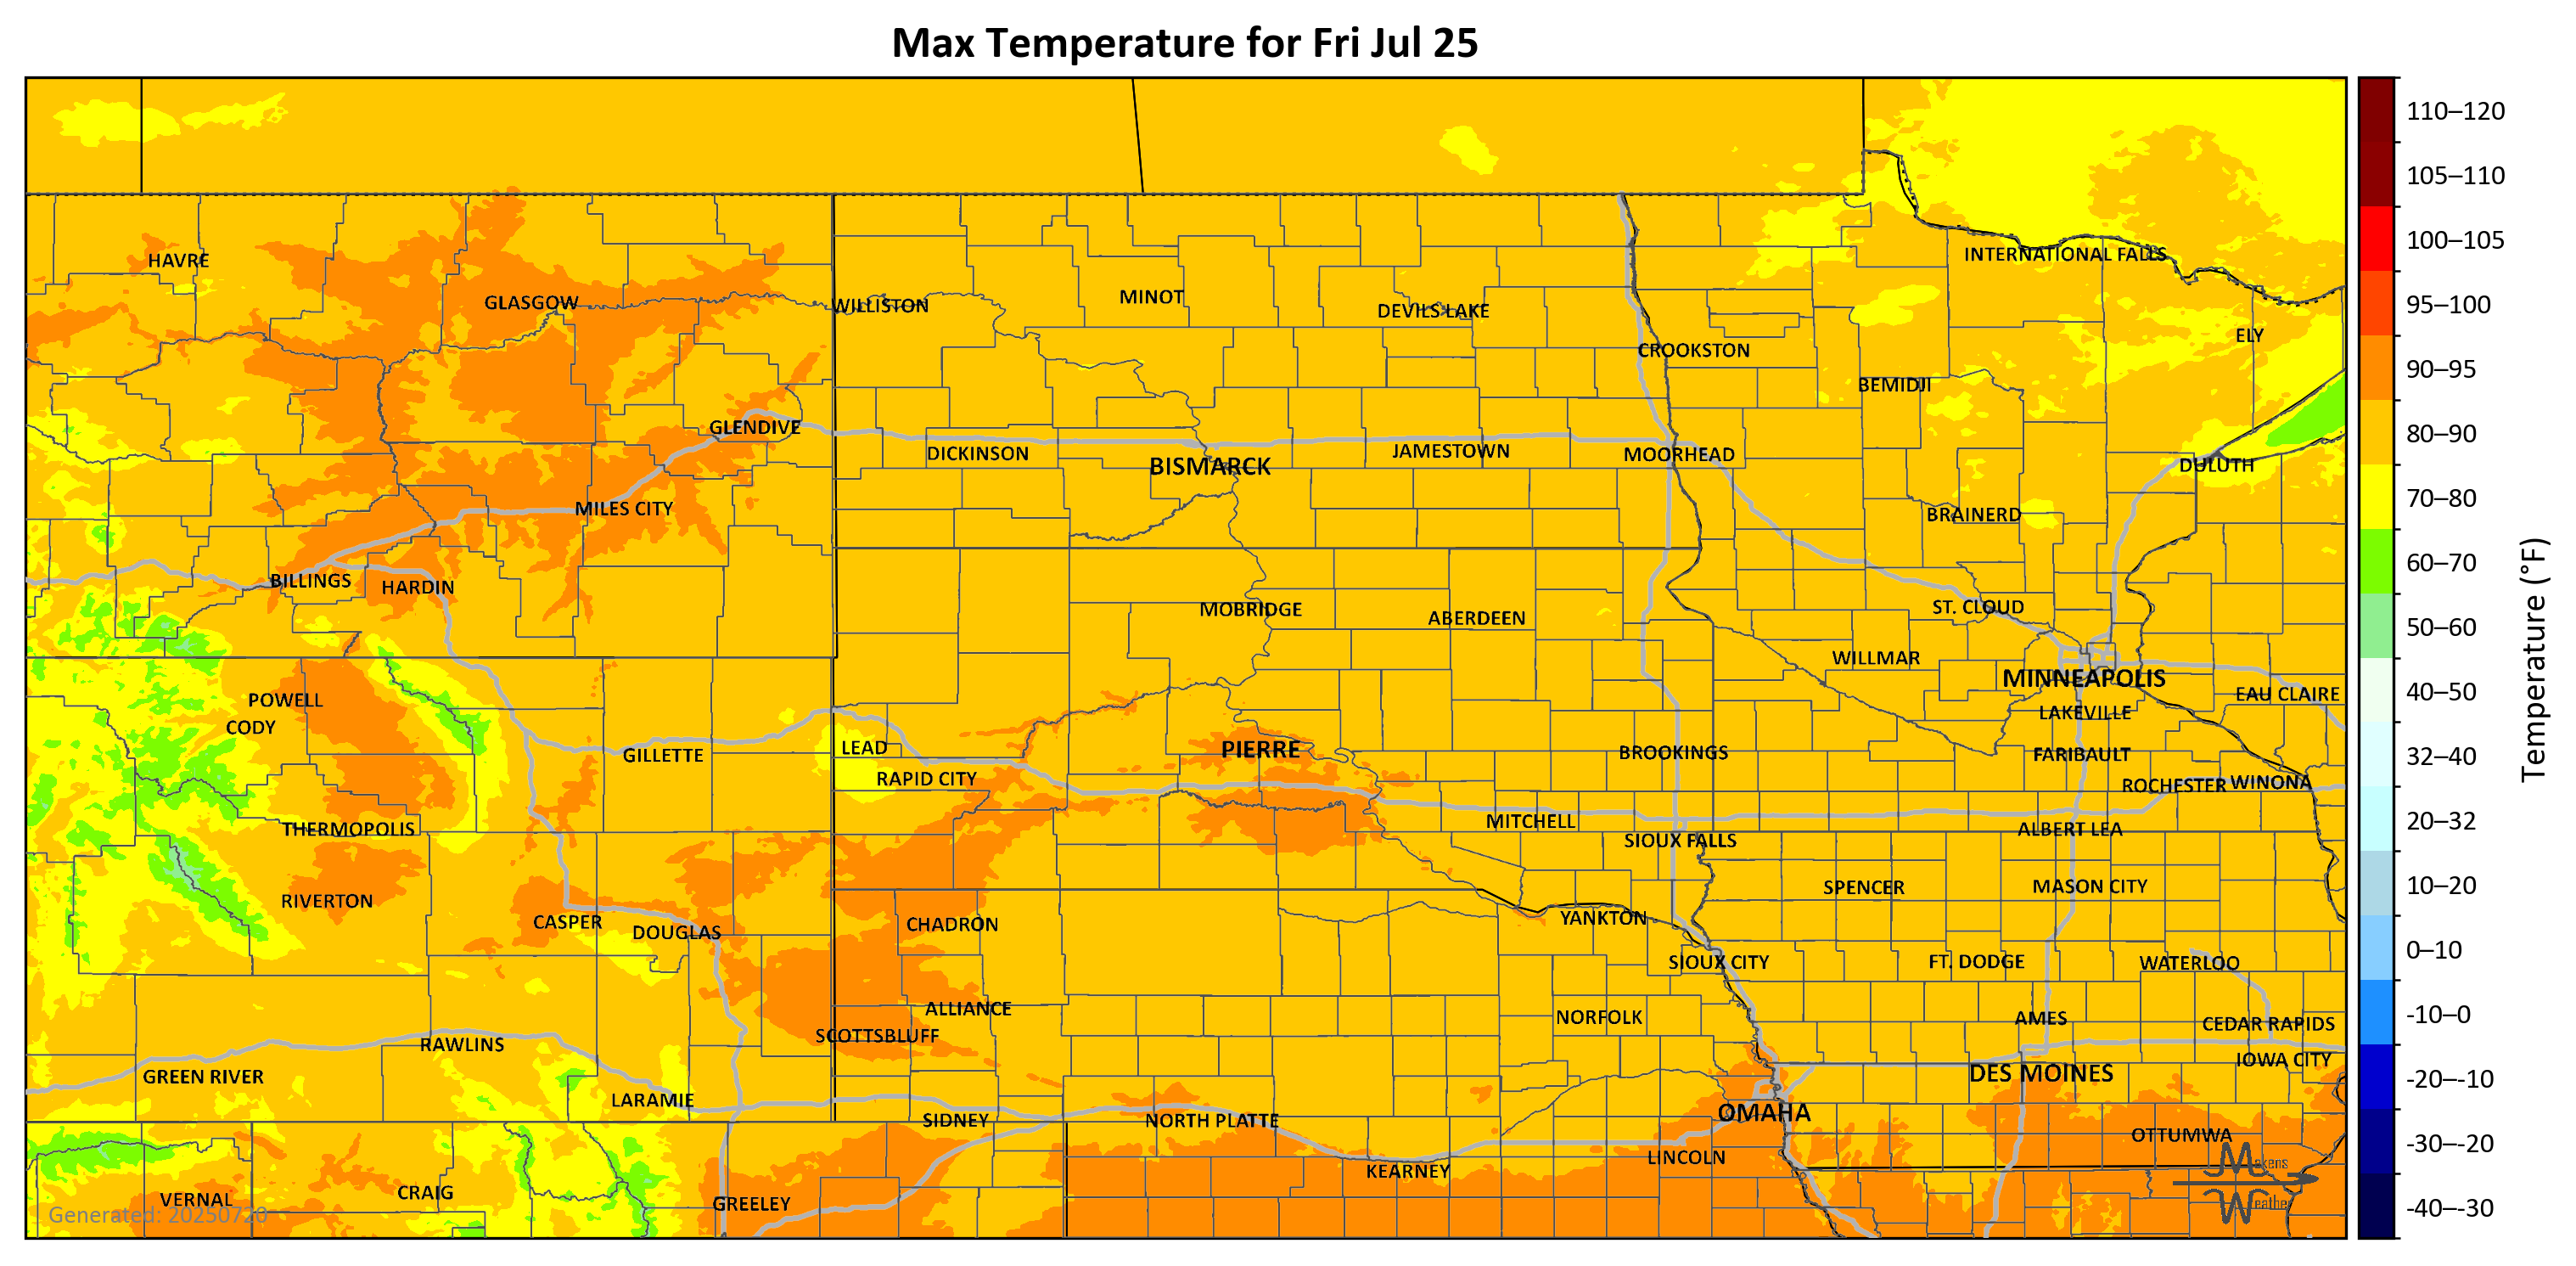 Max Temperature for Fri Jul 25
110–120
105–110
100–105
95–100
90–95
80–90
70–80
60–70
50–60
40–50
32–40
20–32
10–20
0–10
-10–0
-20–-10
-30–-20
-40–-30
Temperature (°F)
HAVRE
INTERNATIONAL FALLS
GLASGOW
WILLISTON
MINOT
DEVILS LAKE
ELY
CROOKSTON
BEMIDJI
GLENDIVE
DICKINSON
BISMARCK
JAMESTOWN
MOORHEAD
DULUTH
MILES CITY
BRAINERD
BILLINGS
HARDIN
MOBRIDGE
ABERDEEN
ST. CLOUD
WILLMAR
MINNEAPOLIS
EAU CLAIRE
POWELL
CODY
LAKEVILLE
GILLETTE
LEAD
PIERRE
BROOKINGS
FARIBAULT
RAPID CITY
ROCHESTER
WINONA
THERMOPOLIS
MITCHELL
SIOUX FALLS
ALBERT LEA
RIVERTON
SPENCER
MASON CITY
CASPER
DOUGLAS
CHADRON
YANKTON
SIOUX CITY
FT. DODGE
WATERLOO
ALLIANCE
NORFOLK
AMES
CEDAR RAPIDS
SCOTTSBLUFF
RAWLINS
IOWA CITY
GREEN RIVER
DES MOINES
LARAMIE
SIDNEY
NORTH PLATTE
OMAHA
OTTUMWA
LINCOLN
KEARNEY
VERNAL
CRAIG
GREELEY
Generated: 20250720
Makens
Weather